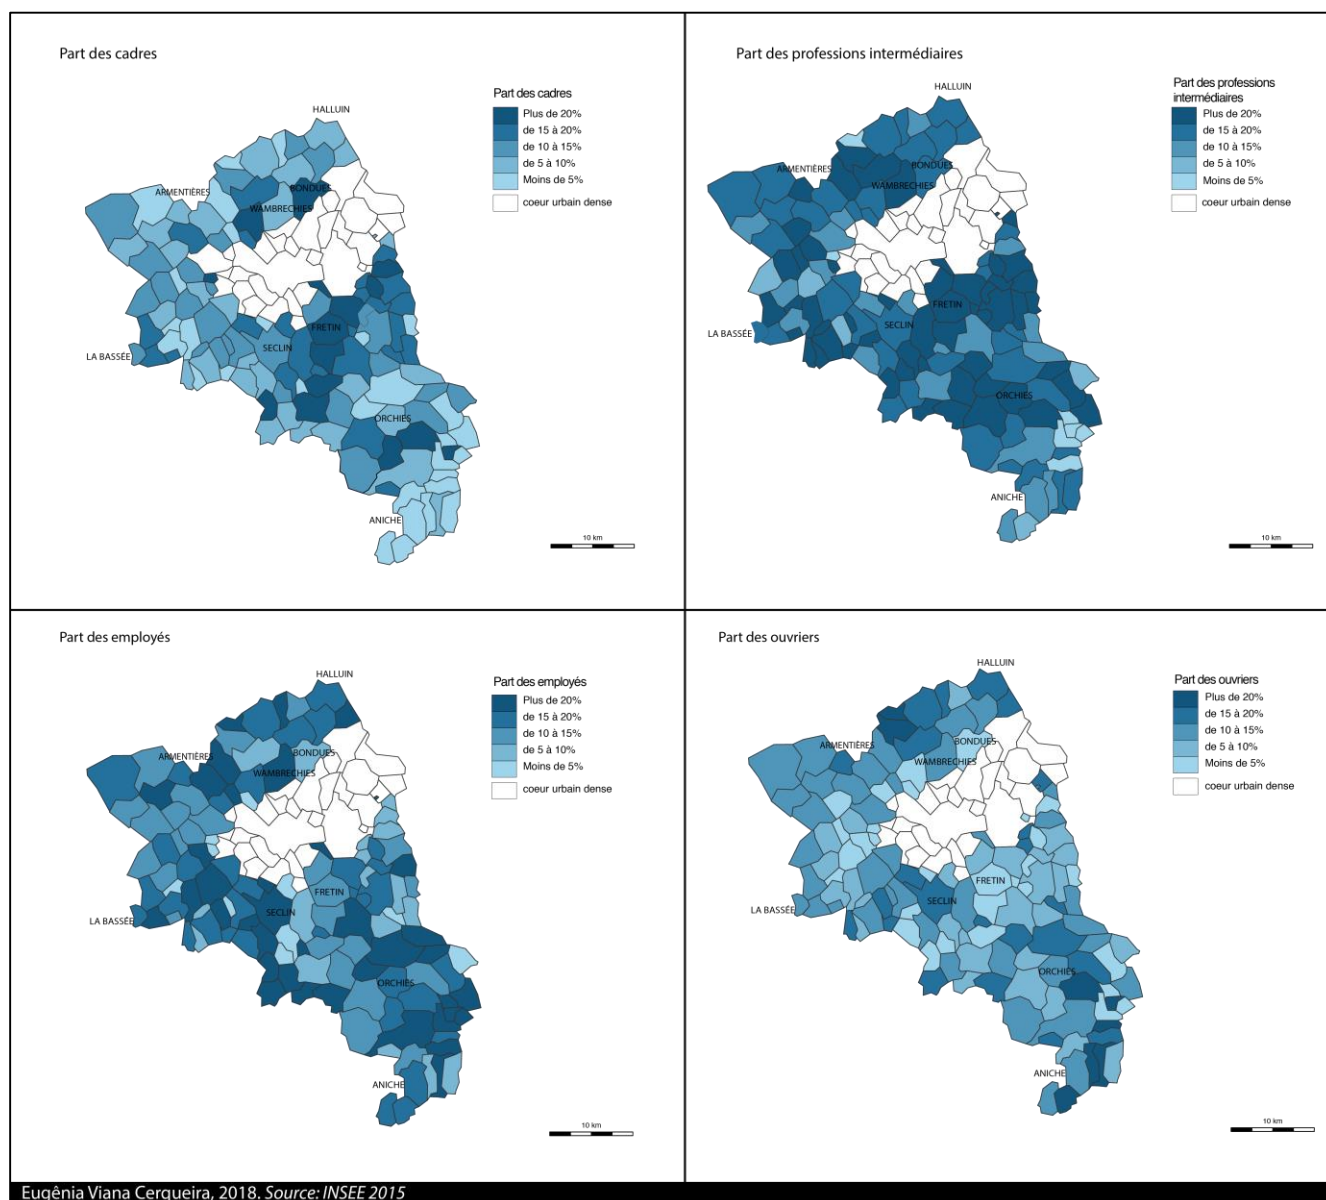 Part des cadres
Part des cadres
Plus de 20%
de 15 à 20%
de 10 à 15%
de 5 à 10%
Moins de 5%
coeur urbain dense
HALLUIN
ARMENTIÈRES
BONDUES
WAMBRECHIES
FRETIN
SECLIN
LA BASSÉE
ORCHIES
ANICHE
10 km
Part des professions intermédiaires
Part des professions
intermédiaires
Plus de 20%
de 15 à 20%
de 10 à 15%
de 5 à 10%
Moins de 5%
coeur urbain dense
HALLUIN
ARMENTIÈRES
BONDUES
WAMBRECHIES
FRETIN
SECLIN
LA BASSÉE
ORCHIES
ANICHE
10 km
Part des employés
Part des employés
Plus de 20%
de 15 à 20%
de 10 à 15%
de 5 à 10%
Moins de 5%
coeur urbain dense
HALLUIN
ARMENTIÈRES
BONDUES
WAMBRECHIES
FRETIN
SECLIN
LA BASSÉE
ORCHIES
ANICHE
10 km
Part des ouvriers
Part des ouvriers
Plus de 20%
de 15 à 20%
de 10 à 15%
de 5 à 10%
Moins de 5%
coeur urbain dense
HALLUIN
ARMENTIÈRES
BONDUES
WAMBRECHIES
FRETIN
SECLIN
LA BASSÉE
ORCHIES
ANICHE
10 km
Eugênia Viana Cerqueira, 2018. Source: INSEE 2015